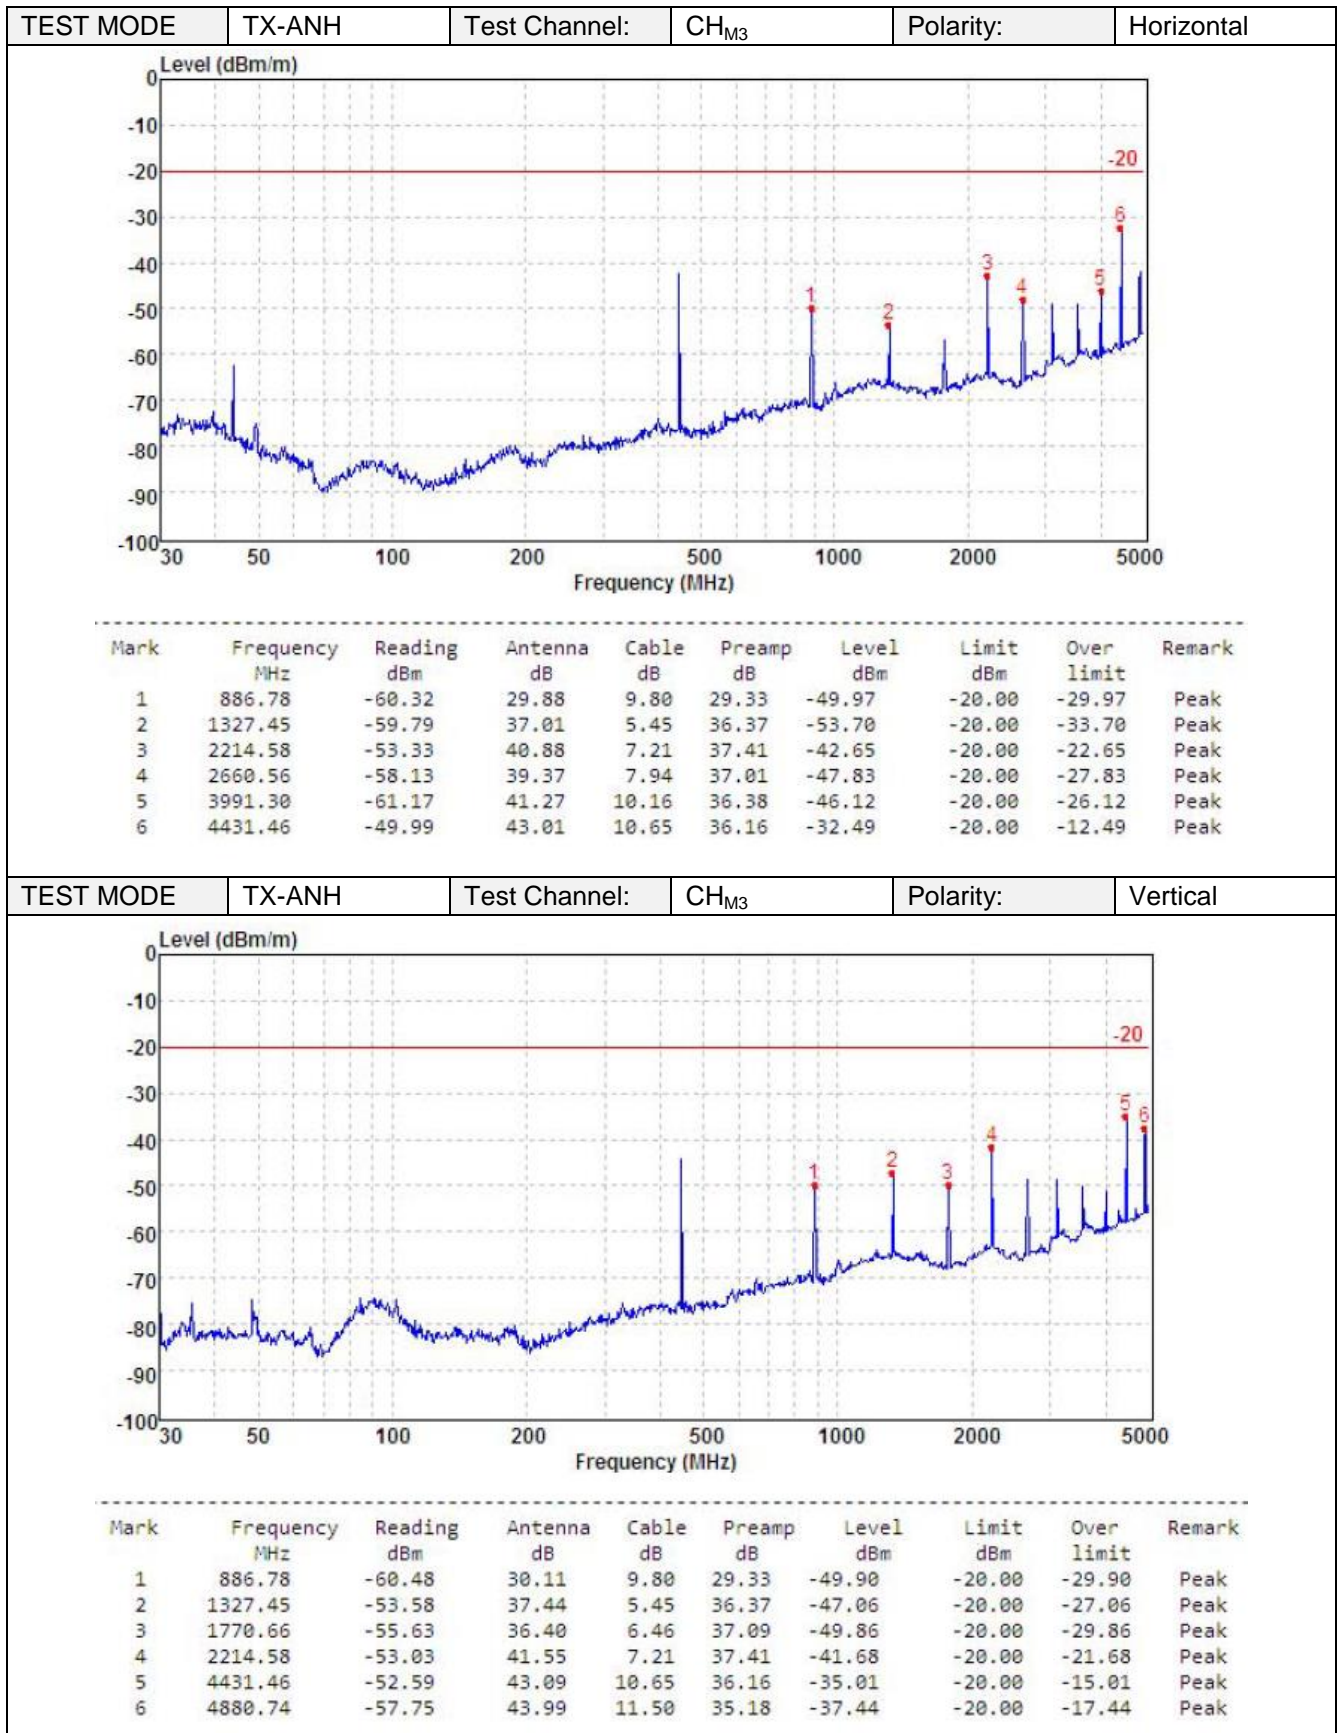 TEST MODE TX-ANH Test Channel: CHM3 Polarity: Horizontal
Level (dBm/m)
0
-10
-20
-20
-30
6
-40
3
5
4
1
-50
2
-60
-70
-80
-90
-100
30 50 100 200 500 1000 2000 5000
Frequency (MHz)
Mark Frequency Reading Antenna Cable Preamp Level Limit Over Remark
MHz dBm dB dB dB dBm dBm limit
1 886.78 -60.32 29.88 9.80 29.33 -49.97 -20.00 -29.97 Peak
2 1327.45 -59.79 37.01 5.45 36.37 -53.70 -20.00 -33.70 Peak
3 2214.58 -53.33 40.88 7.21 37.41 -42.65 -20.00 -22.65 Peak
4 2660.56 -58.13 39.37 7.94 37.01 -47.83 -20.00 -27.83 Peak
5 3991.30 -61.17 41.27 10.16 36.38 -46.12 -20.00 -26.12 Peak
6 4431.46 -49.99 43.01 10.65 36.16 -32.49 -20.00 -12.49 Peak
TEST MODE TX-ANH Test Channel: CHM3 Polarity: Vertical
Level (dBm/m)
0
-10
-20
-20
-30
5
6
-40
4
2
1
3
-50
-60
-70
-80
-90
-100
30 50 100 200 500 1000 2000 5000
Frequency (MHz)
Mark Frequency Reading Antenna Cable Preamp Level Limit Over Remark
MHz dBm dB dB dB dBm dBm limit
1 886.78 -60.48 30.11 9.80 29.33 -49.90 -20.00 -29.90 Peak
2 1327.45 -53.58 37.44 5.45 36.37 -47.06 -20.00 -27.06 Peak
3 1770.66 -55.63 36.40 6.46 37.09 -49.86 -20.00 -29.86 Peak
4 2214.58 -53.03 41.55 7.21 37.41 -41.68 -20.00 -21.68 Peak
5 4431.46 -52.59 43.09 10.65 36.16 -35.01 -20.00 -15.01 Peak
6 4880.74 -57.75 43.99 11.50 35.18 -37.44 -20.00 -17.44 Peak